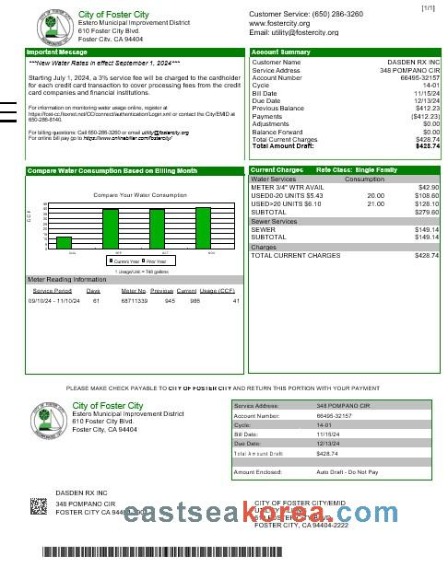 [1/1]
City of Foster City
Estero Municipal Improvement District
610 Foster City Blvd.
Foster City, CA 94404
Customer Service: (650) 286-3260
www.fostercity.org
Email: utility@fostercity.org
Important Message
***New Water Rates in effect September 1, 2024***
Starting July 1, 2024, a 3% service fee will be charged to the cardholder
for each credit card transaction to cover processing fees from the credit
card companies and financial institutions.
For information on monitoring water usage online, register at
or contact the City/EMID at
650-286-8140.
For billing questions: Call 650-286-3260 or email utility@fostercity.org
For online bill pay go to https://www.onlinebiller.com/fostercity/
Account Summary
Customer Name DASDEN RX INC
Service Address 348 POMPANO CIR
Account Number 66495-32157
Cycle 14-01
Bill Date 11/15/24
Due Date 12/13/24
Previous Balance $412.23
Payments ($412.23)
Adjustments $0.00
Balance Forward $0.00
Total Current Charges $428.74
Total Amount Draft: $428.74
Compare Water Consumption Based on Billing Month
Compare Your Water Consumption
CCF
Current Year Prior Year
1 Usage Unit = 748 gallons
Meter Reading Information
Service Period Days Meter No Previous Current Usage (CCF)
09/10/24 - 11/10/24 61 68711339 945 986 41
Current Charges Rate Class: Single Family
Water Services Consumption
METER 3/4" WTR AVAIL $42.90
USED0-20 UNITS $5.43 20.00 $108.60
USED>20 UNITS $6.10 21.00 $128.10
SUBTOTAL $279.60
Sewer Services
SEWER $149.14
SUBTOTAL $149.14
Charges
TOTAL CURRENT CHARGES $428.74
PLEASE MAKE CHECK PAYABLE TO CITY OF FOSTER CITY AND RETURN THIS PORTION WITH YOUR PAYMENT
City of Foster City
Estero Municipal Improvement District
610 Foster City Blvd.
Foster City, CA 94404
Service Address: 348 POMPANO CIR
Account Number: 66495-32157
Cycle: 14-01
Bill Date: 11/15/24
Due Date: 12/13/24
Total Amount Draft: $428.74
Amount Enclosed: Auto Draft - Do Not Pay
DASDEN RX INC
348 POMPANO CIR
FOSTER CITY CA 94404
CITY OF FOSTER CITY/EMID
FOSTER CITY, CA 94404-2222
eastseakorea.com